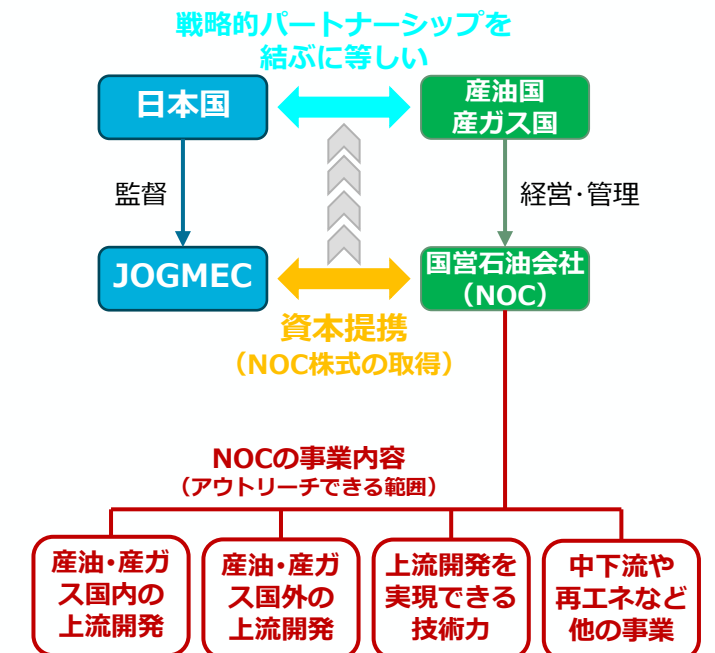 戦略的パートナーシップを
結ぶに等しい
日本国
産油国
産ガス国
監督
経営・管理
JOGMEC
国営石油会社
（NOC）
資本提携
（NOC株式の取得）
NOCの事業内容
（アウトリーチできる範囲）
産油・産ガ
ス国内の
上流開発
産油・産ガ
ス国外の
上流開発
上流開発を
実現できる
技術力
中下流や
再エネなど
他の事業